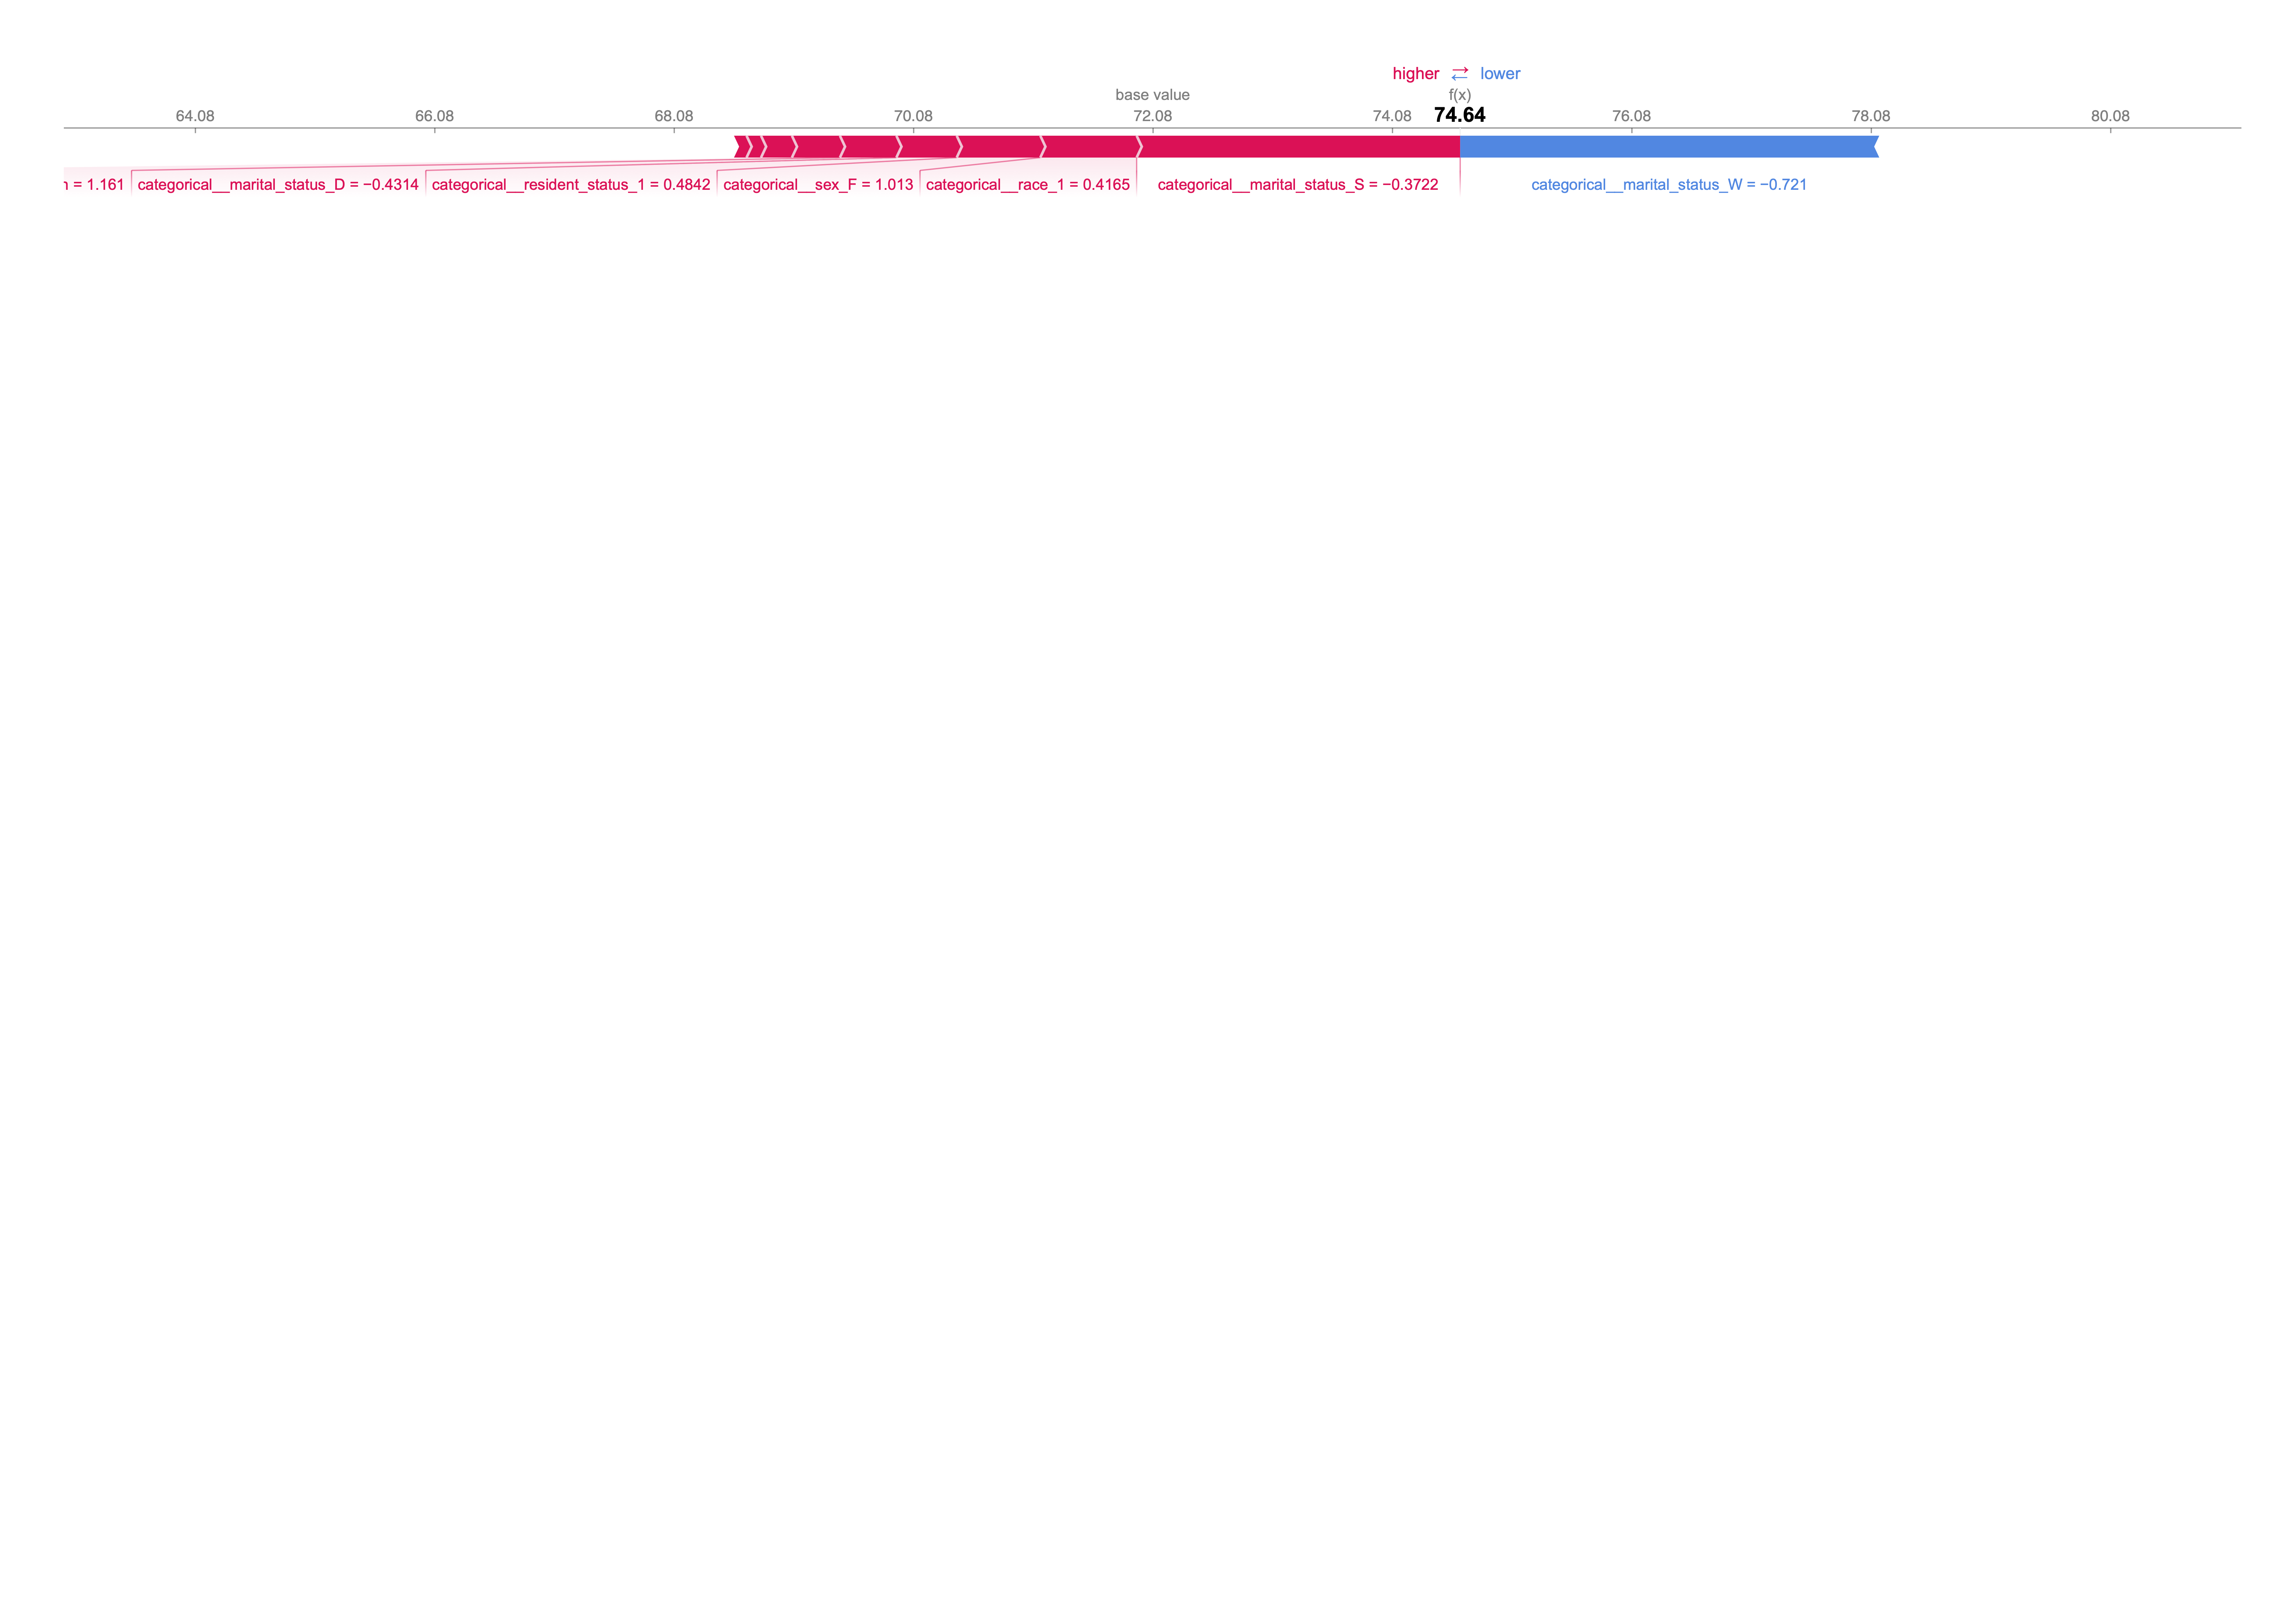 higher ⇄ lower
base value f(x)
64.08 66.08 68.08 70.08 72.08 74.08 74.64 76.08 78.08 80.08
= 1.161 categorical__marital_status_D = −0.4314 categorical__resident_status_1 = 0.4842 categorical__sex_F = 1.013 categorical__race_1 = 0.4165 categorical__marital_status_S = −0.3722 categorical__marital_status_W = −0.721